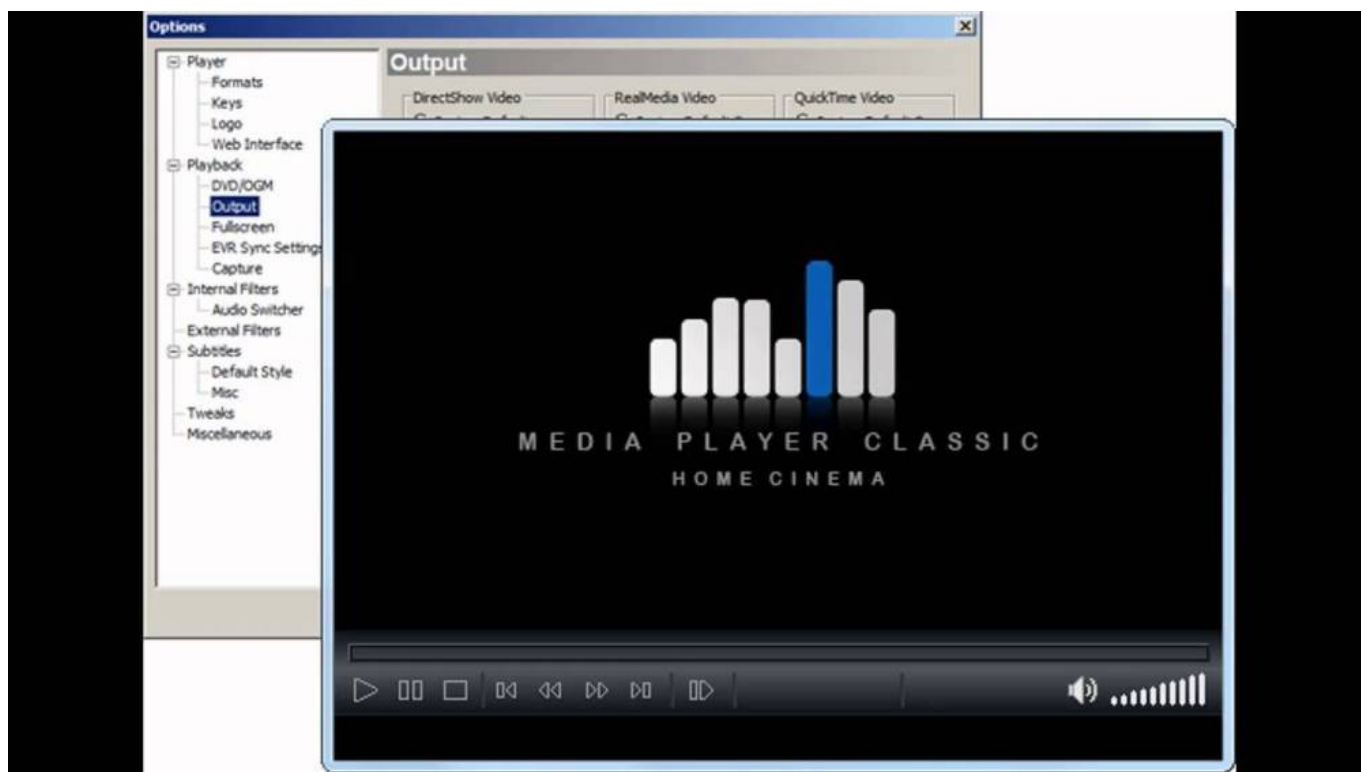 Options
Player
Formats
Keys
Logo
Web Interface
Playback
DVD/OGM
Output
Fullscreen
EVR Sync Settings
Capture
Internal Filters
Audio Switcher
External Filters
Subtitles
Default Style
Misc
Tweaks
Miscellaneous
Output
DirectShow Video
RealMedia Video
QuickTime Video
MEDIA PLAYER CLASSIC
HOME CINEMA